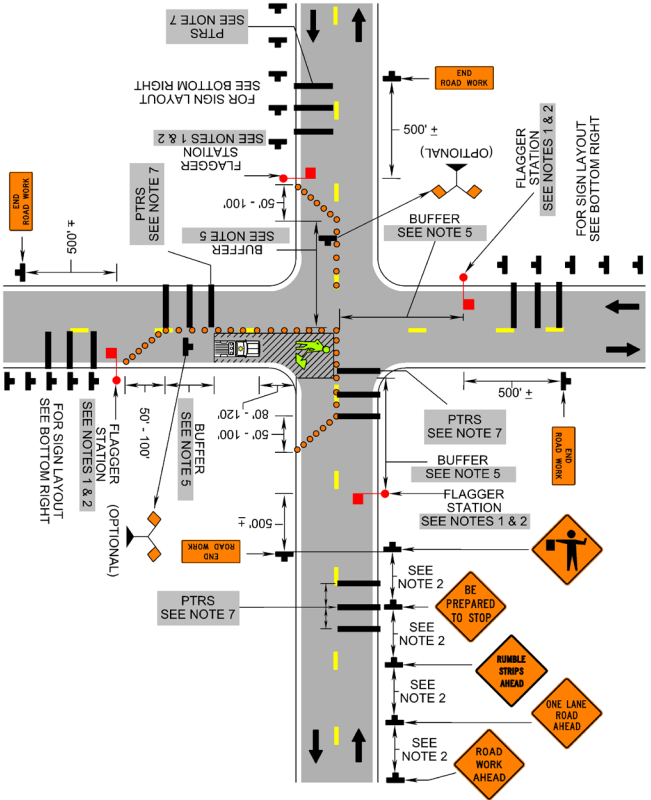 PTRS
SEE NOTE 7
FOR SIGN LAYOUT
SEE BOTTOM RIGHT
SEE NOTES 1 & 2
FLAGGER
STATION
50' - 100'
BUFFER
SEE NOTE 5
END
ROAD WORK
500' ±
(OPTIONAL)
FLAGGER
STATION
SEE NOTES 1 & 2
FOR SIGN LAYOUT
SEE BOTTOM RIGHT
BUFFER
SEE NOTE 5
END
ROAD WORK
500' ±
PTRS
SEE NOTE 7
500' ±
END
ROAD WORK
PTRS
SEE NOTE 7
BUFFER
SEE NOTE 5
FLAGGER
STATION
SEE NOTES 1 & 2
FOR SIGN LAYOUT
SEE BOTTOM RIGHT
FLAGGER
STATION
SEE NOTES 1 & 2
50' - 100'
BUFFER
SEE NOTE 5
(OPTIONAL)
80' - 120'
50' - 100'
500' ±
END
ROAD WORK
PTRS
SEE NOTE 7
SEE
NOTE 2
BE
PREPARED
TO STOP
SEE
NOTE 2
RUMBLE
STRIPS
AHEAD
SEE
NOTE 2
ONE LANE
ROAD
AHEAD
SEE
NOTE 2
ROAD
WORK
AHEAD